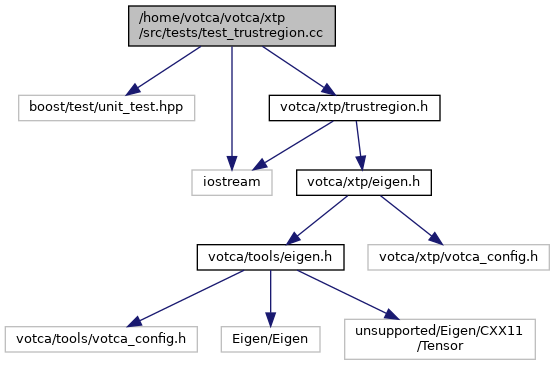 /home/votca/votca/xtp
/src/tests/test_trustregion.cc
boost/test/unit_test.hpp
votca/xtp/trustregion.h
iostream
votca/xtp/eigen.h
votca/tools/eigen.h
votca/xtp/votca_config.h
votca/tools/votca_config.h
Eigen/Eigen
unsupported/Eigen/CXX11
/Tensor